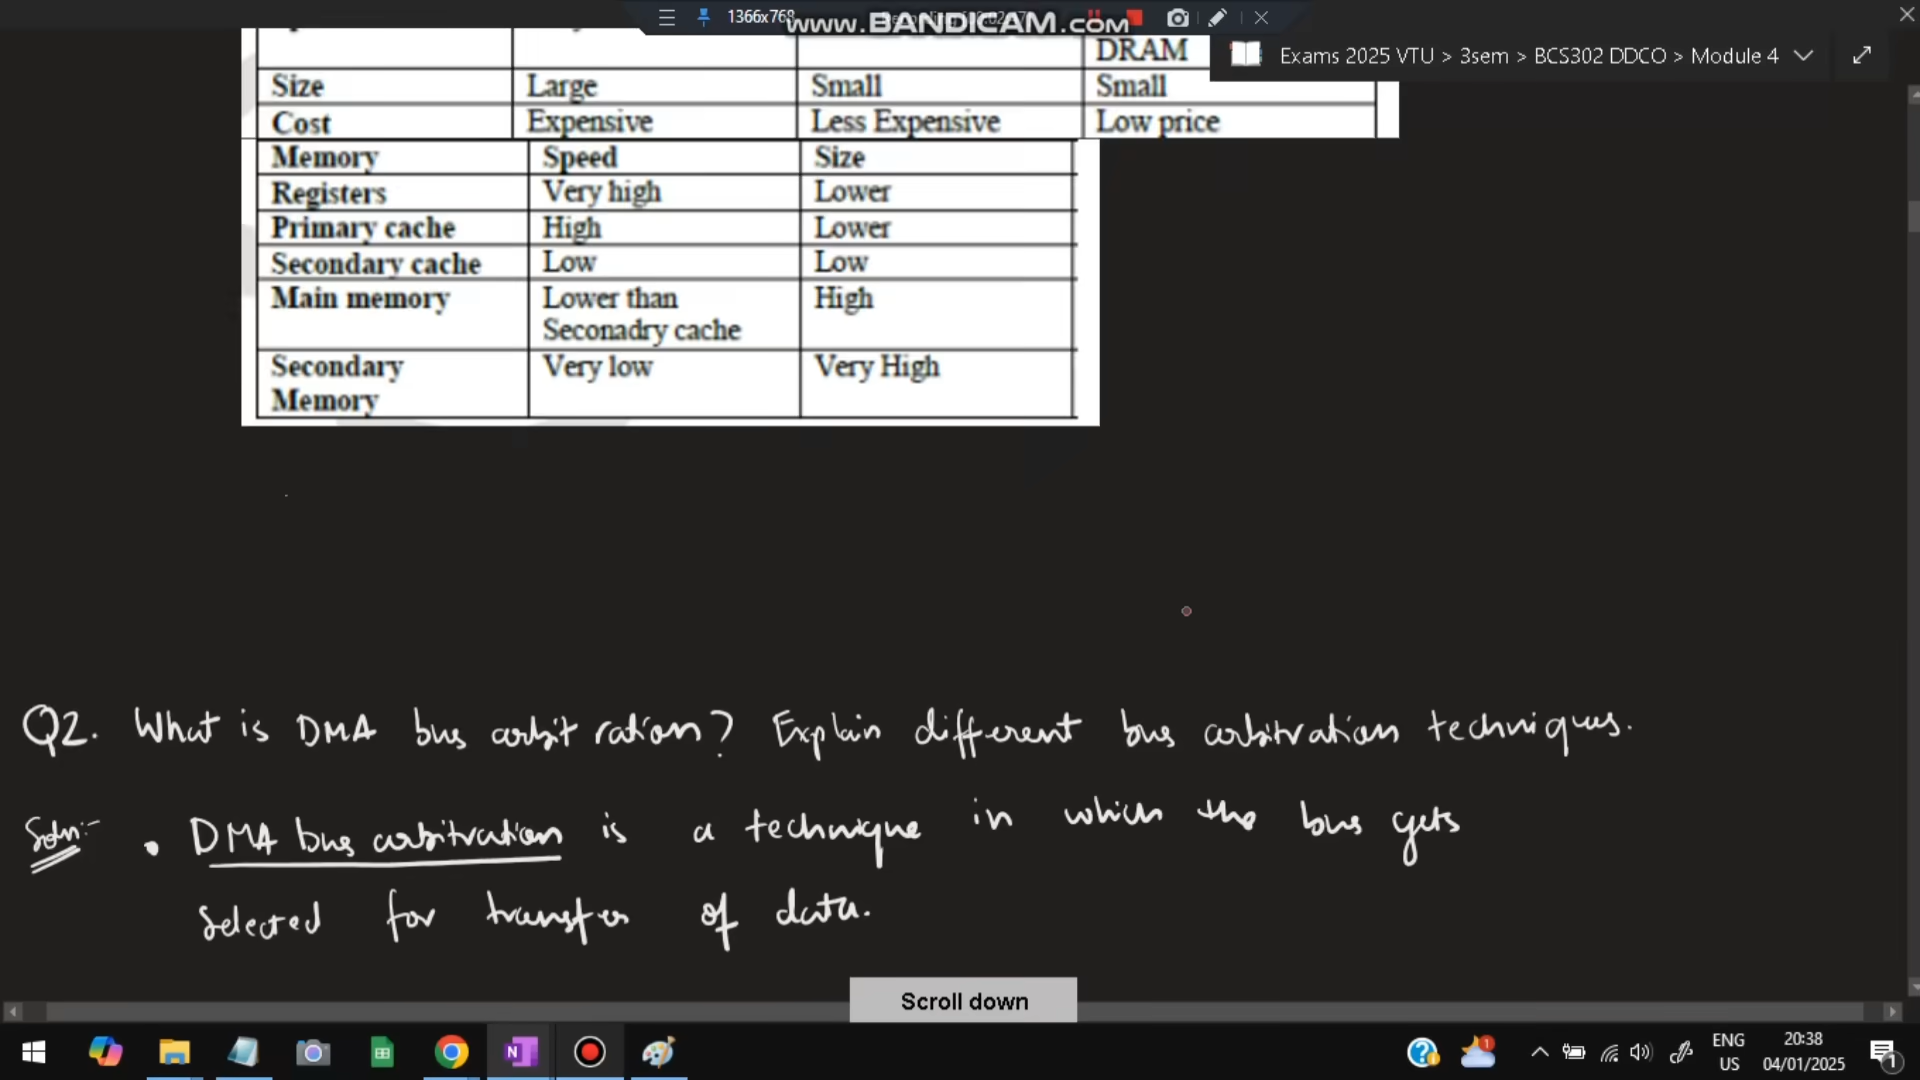 1366x768
www.BANDICAM.com
Exams 2025 VTU > 3sem > BCS302 DDCO > Module 4
DRAM
Size Large Small Small
Cost Expensive Less Expensive Low price
Memory Speed Size
Registers Very high Lower
Primary cache High Lower
Secondary cache Low Low
Main memory Lower than High
Seconadry cache
Secondary Very low Very High
Memory
Q2. What is DMA bus arbitration? Explain different bus arbitration techniques.
Soln:- • DMA bus arbitration is a technique in which the bus gets
selected for transfer of data.
Scroll down
ENG 20:38
US 04/01/2025